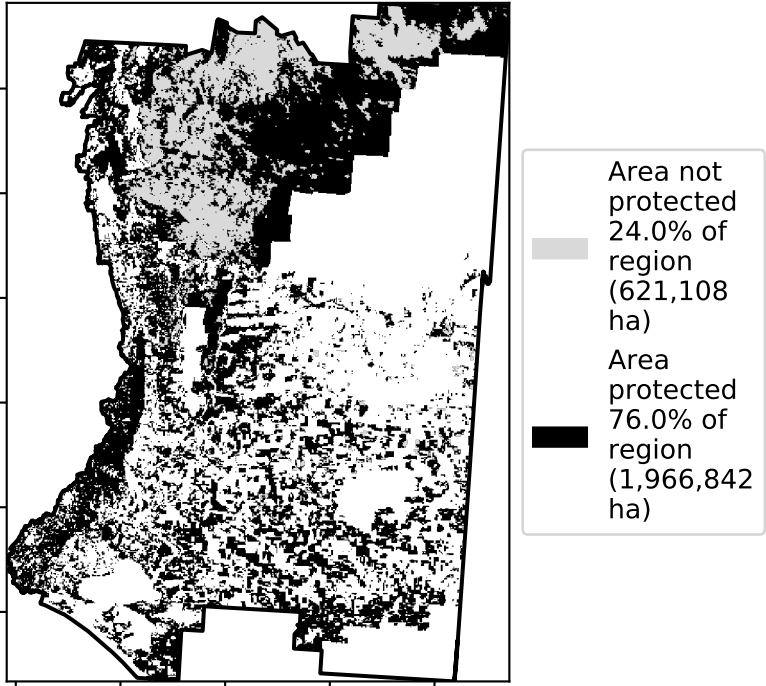 Area not
protected
24.0% of
region
(621,108
ha)
Area
protected
76.0% of
region
(1,966,842
ha)